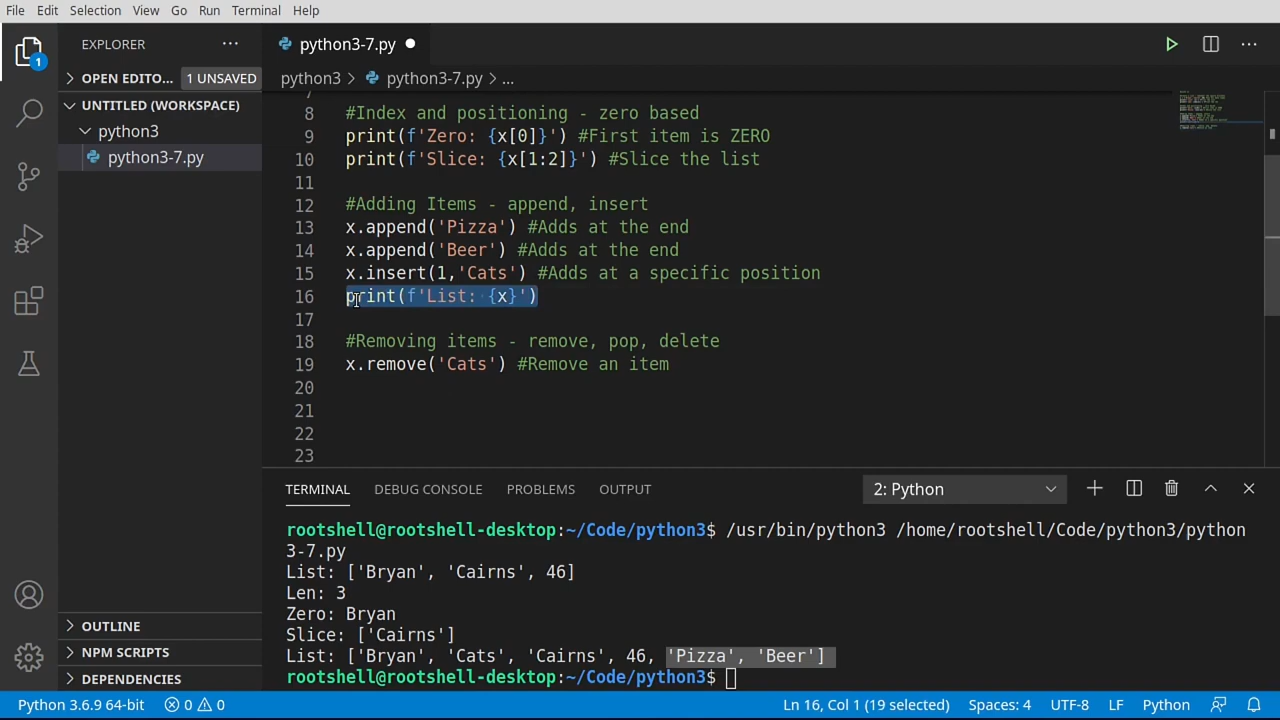 File Edit Selection View Go Run Terminal Help
EXPLORER
python3-7.py
OPEN EDITO... 1 UNSAVED
python3 > python3-7.py > ...
UNTITLED (WORKSPACE)
python3
python3-7.py
1
8 #Index and positioning - zero based
9 print(f'Zero: {x[0]}') #First item is ZERO
10 print(f'Slice: {x[1:2]}') #Slice the list
11
12 #Adding Items - append, insert
13 x.append('Pizza') #Adds at the end
14 x.append('Beer') #Adds at the end
15 x.insert(1,'Cats') #Adds at a specific position
16 print(f'List: {x}')
17
18 #Removing items - remove, pop, delete
19 x.remove('Cats') #Remove an item
20
21
22
23
TERMINAL DEBUG CONSOLE PROBLEMS OUTPUT 2: Python
rootshell@rootshell-desktop:~/Code/python3$ /usr/bin/python3 /home/rootshell/Code/python3/python
3-7.py
List: ['Bryan', 'Cairns', 46]
Len: 3
Zero: Bryan
Slice: ['Cairns']
List: ['Bryan', 'Cats', 'Cairns', 46, 'Pizza', 'Beer']
rootshell@rootshell-desktop:~/Code/python3$
OUTLINE
NPM SCRIPTS
DEPENDENCIES
Python 3.6.9 64-bit 0 0 Ln 16, Col 1 (19 selected) Spaces: 4 UTF-8 LF Python